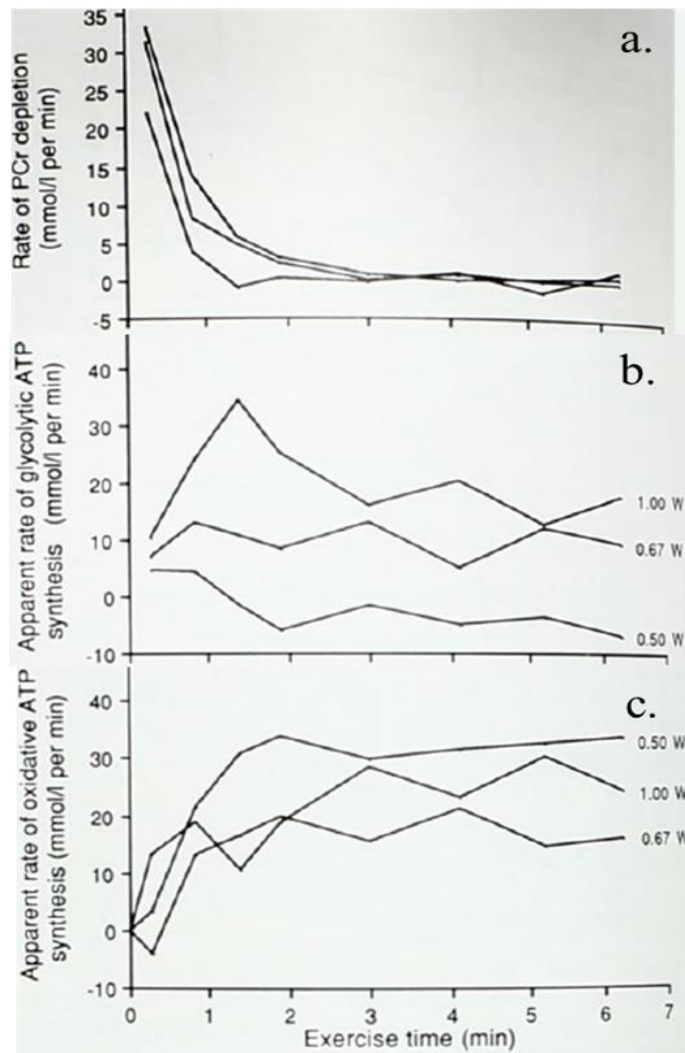 a.
Rate of PCr depletion
(mmol/l per min)
35
30
25
20
15
10
5
0
-5
b.
Apparent rate of glycolytic ATP
synthesis (mmol/l per min)
40
30
20
10
0
-10
1.00 W
0.67 W
0.50 W
c.
Apparent rate of oxidative ATP
synthesis (mmol/l per min)
40
30
20
10
0
-10
0.50 W
1.00 W
0.67 W
0 1 2 3 4 5 6 7
Exercise time (min)